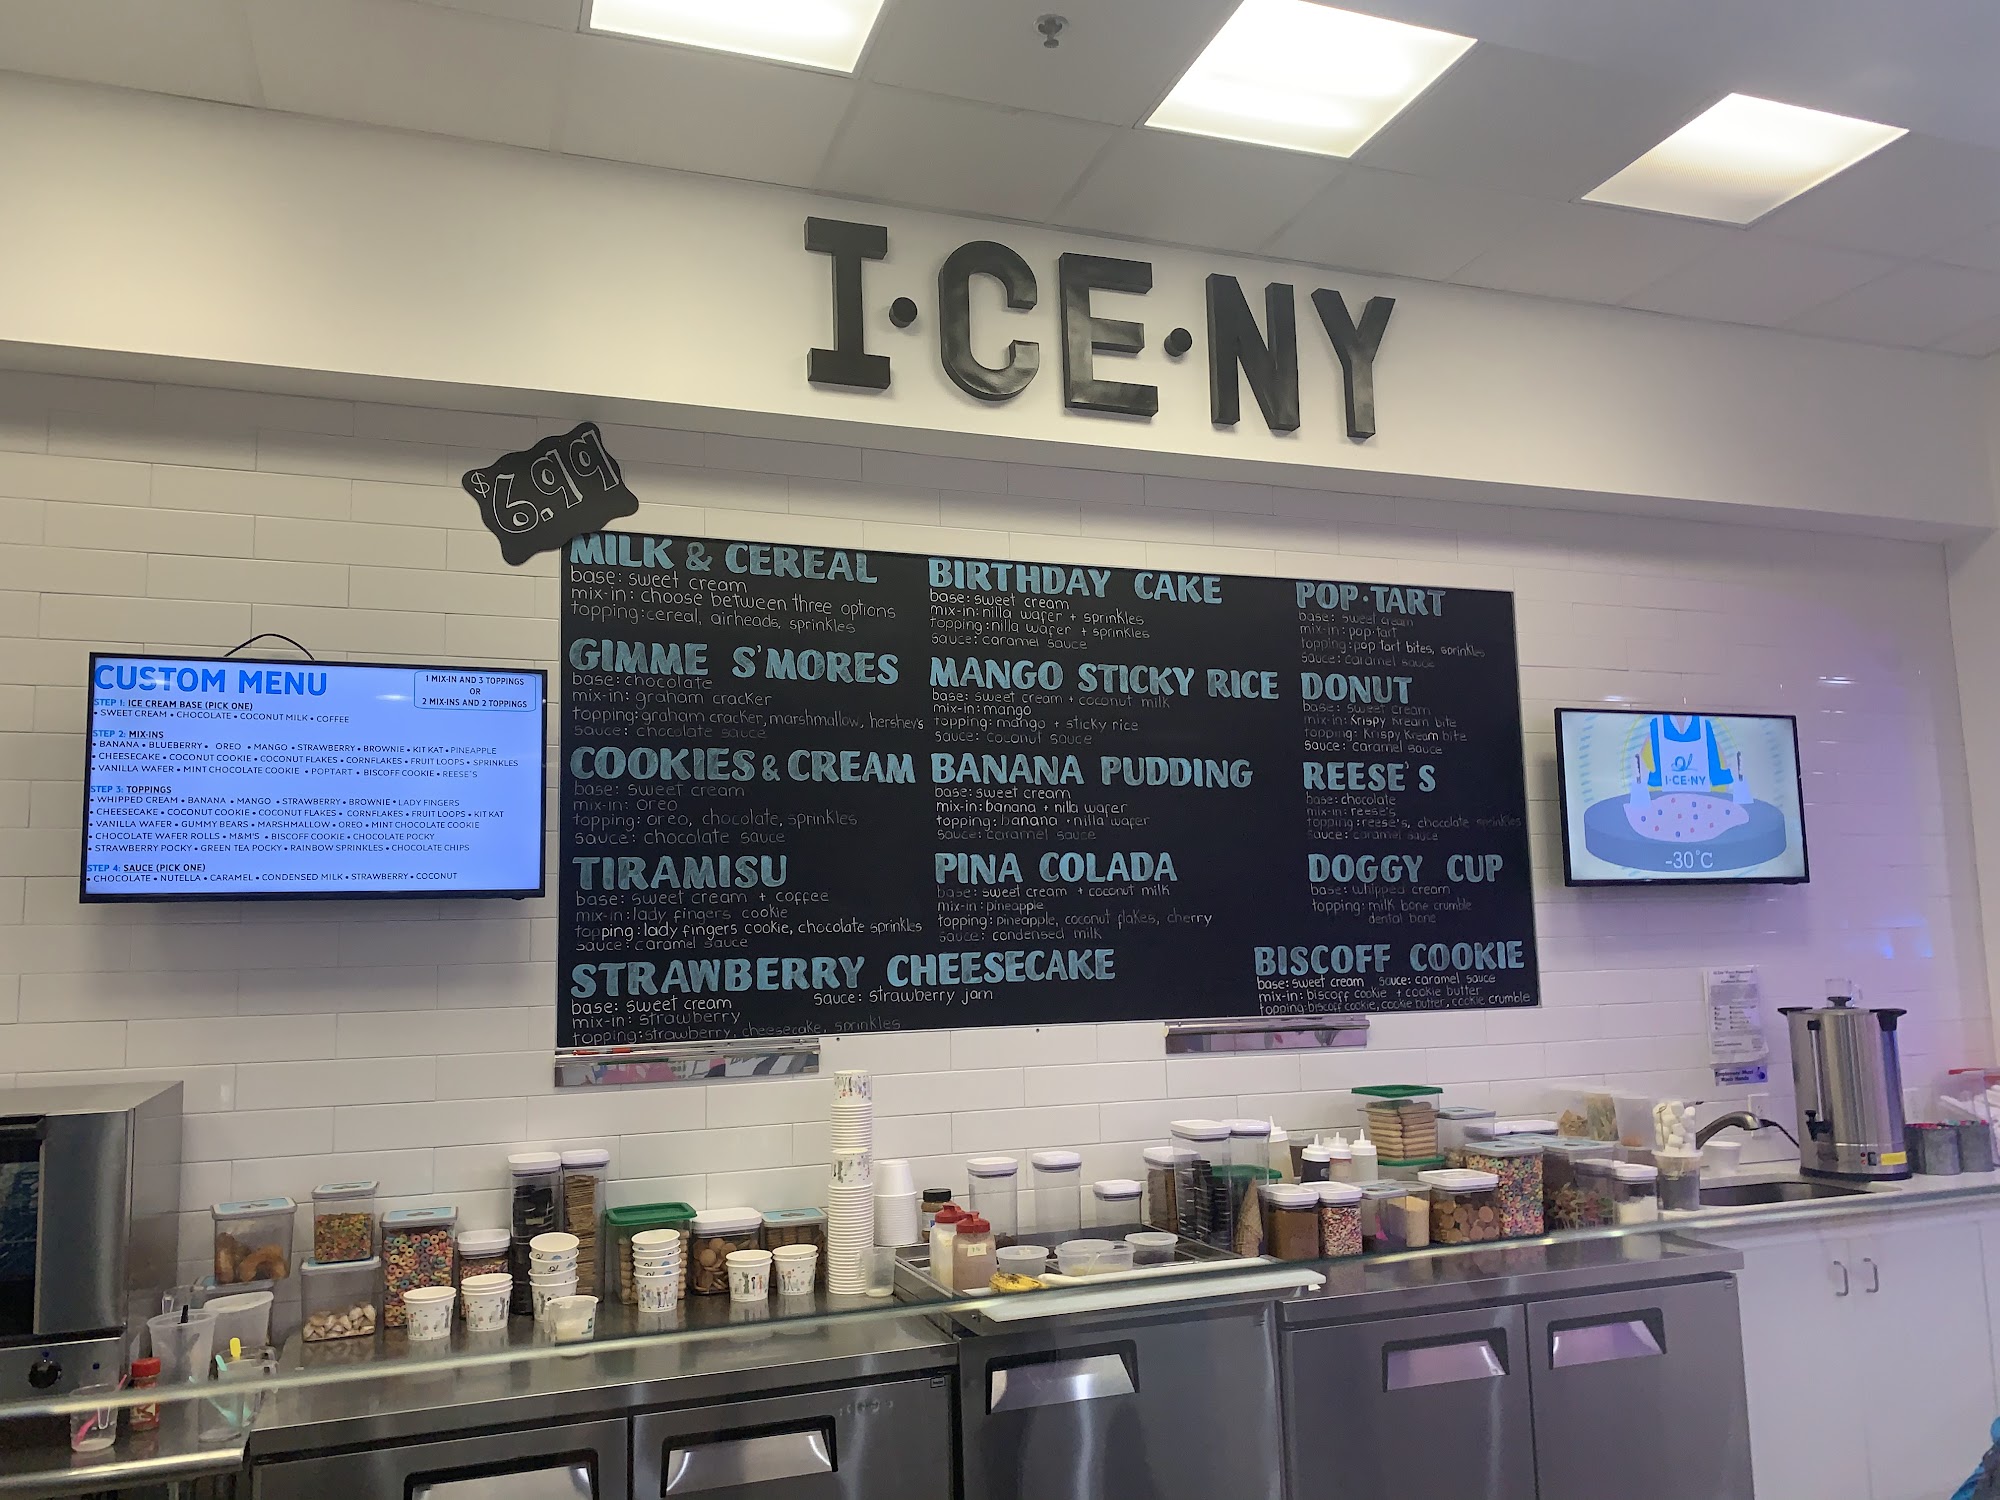 I·CE·NY
$6.99
CUSTOM MENU
1 MIX-IN AND 3 TOPPINGS
OR
2 MIX-INS AND 2 TOPPINGS
STEP 1: ICE CREAM BASE (PICK ONE)
• SWEET CREAM • CHOCOLATE • COCONUT MILK • COFFEE
STEP 2: MIX-INS
• BANANA • BLUEBERRY • OREO • MANGO • STRAWBERRY • BROWNIE • KIT KAT • PINEAPPLE
• CHEESECAKE • COCONUT COOKIE • COCONUT FLAKES • CORNFLAKES • FRUIT LOOPS • SPRINKLES
• VANILLA WAFER • MINT CHOCOLATE COOKIE • POPTART • BISCOFF COOKIE • REESE'S
STEP 3: TOPPINGS
• WHIPPED CREAM • BANANA • MANGO • STRAWBERRY • BROWNIE • LADY FINGERS
• CHEESECAKE • COCONUT COOKIE • COCONUT FLAKES • CORNFLAKES • FRUIT LOOPS • KIT KAT
• VANILLA WAFER • GUMMY BEARS • MARSHMALLOW • OREO • MINT CHOCOLATE COOKIE
• CHOCOLATE WAFER ROLLS • M&M'S • BISCOFF COOKIE • CHOCOLATE POCKY
• STRAWBERRY POCKY • GREEN TEA POCKY • RAINBOW SPRINKLES • CHOCOLATE CHIPS
STEP 4: SAUCE (PICK ONE)
• CHOCOLATE • NUTELLA • CARAMEL • CONDENSED MILK • STRAWBERRY • COCONUT
MILK & CEREAL
base: sweet cream
mix-in: choose between three options
topping: cereal, airheads, sprinkles
GIMME S'MORES
base: chocolate
mix-in: graham cracker
topping: graham cracker, marshmallow, hershey's
sauce: chocolate sauce
COOKIES & CREAM
base: sweet cream
mix-in: oreo
topping: oreo, chocolate, sprinkles
sauce: chocolate sauce
TIRAMISU
base: sweet cream + coffee
mix-in: lady fingers cookie
topping: lady fingers cookie, chocolate sprinkles
sauce: caramel sauce
STRAWBERRY CHEESECAKE
base: sweet cream sauce: strawberry jam
mix-in: strawberry
topping: strawberry, cheesecake, sprinkles
BIRTHDAY CAKE
base: sweet cream
mix-in: nilla wafer + sprinkles
topping: nilla wafer + sprinkles
sauce: caramel sauce
MANGO STICKY RICE
base: sweet cream + coconut milk
mix-in: mango
topping: mango + sticky rice
sauce: coconut sauce
BANANA PUDDING
base: sweet cream
mix-in: banana + nilla wafer
topping: banana + nilla wafer
sauce: caramel sauce
PINA COLADA
base: sweet cream + coconut milk
mix-in: pineapple
topping: pineapple, coconut flakes, cherry
sauce: condensed milk
POP·TART
base: sweet cream
mix-in: pop·tart
topping: pop tart bites, sprinkles
sauce: caramel sauce
DONUT
base: sweet cream
mix-in: Krispy Kream bite
topping: Krispy Kream bite
sauce: caramel sauce
REESE'S
base: chocolate
mix-in: reese's
topping: reese's, chocolate sprinkles
sauce: caramel sauce
DOGGY CUP
base: whipped cream
topping: milk bone crumble
dental bone
BISCOFF COOKIE
base: sweet cream sauce: caramel sauce
mix-in: biscoff cookie + cookie butter
topping: biscoff cookie, cookie butter, cookie crumble
I·CE·NY
-30°C
Employees Must
Wash Hands